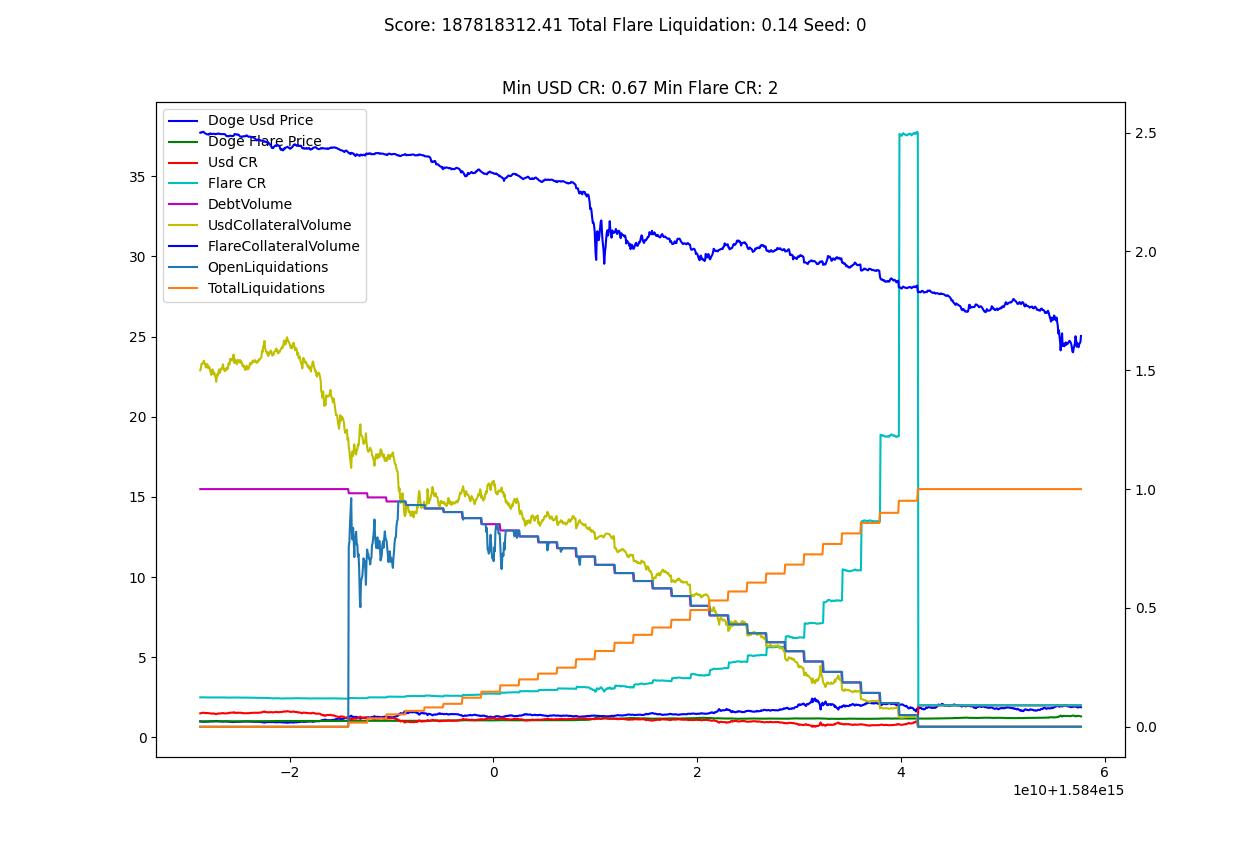 Score: 187818312.41 Total Flare Liquidation: 0.14 Seed: 0
Min USD CR: 0.67 Min Flare CR: 2
Doge Usd Price
Doge Flare Price
Usd CR
Flare CR
DebtVolume
UsdCollateralVolume
FlareCollateralVolume
OpenLiquidations
TotalLiquidations
35
30
25
20
15
10
5
0
2.5
2.0
1.5
1.0
0.5
0.0
−2 0 2 4 6
1e10+1.584e15